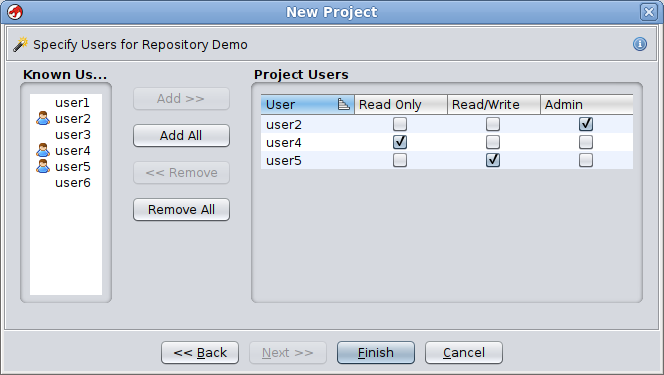 New Project
Specify Users for Repository Demo
Known Us...
user1
user2
user3
user4
user5
user6
Add >>
Add All
<< Remove
Remove All
Project Users
User Read Only Read/Write Admin
user2
user4
user5
<< Back Next >> Finish Cancel